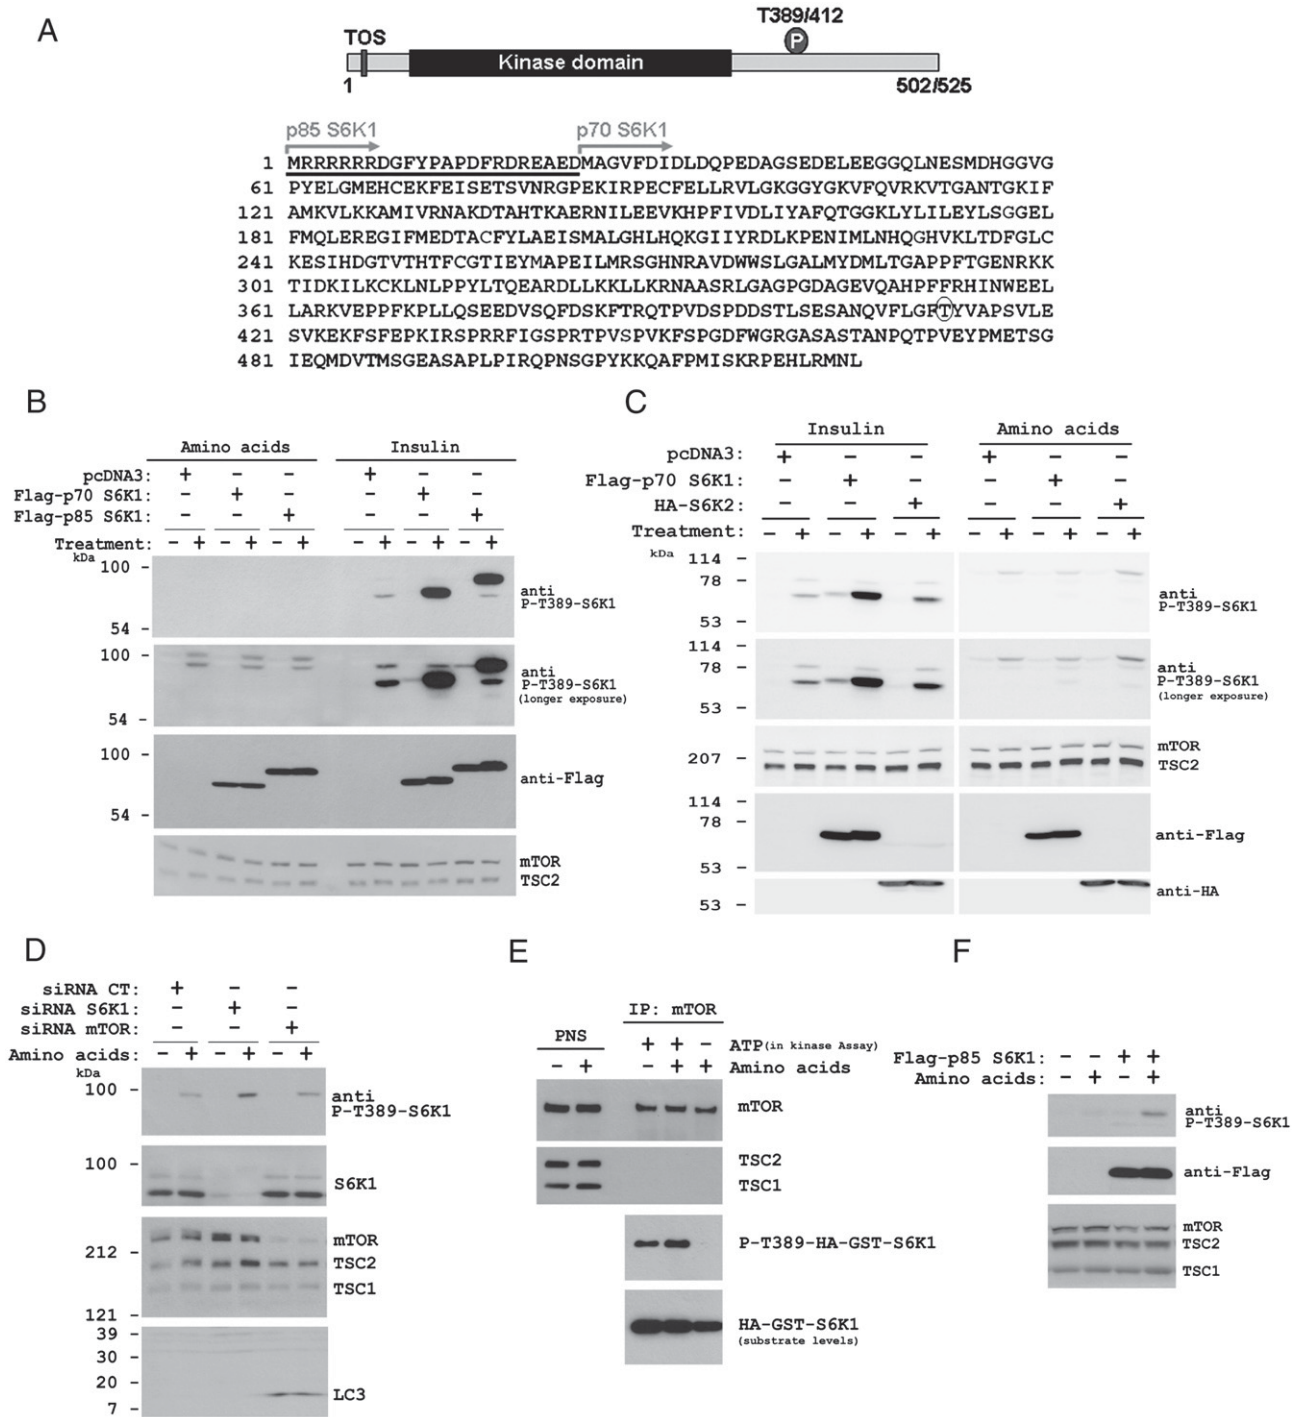 A
T389/412
TOS
P
Kinase domain
1
502/525
p85 S6K1
p70 S6K1
1 MRRRRRRDGFYPAPDFRDREAEDMAGVFDIDLDQPEDAGSEDELEEGGQLNESMDHGGVG
61 PYELGMEHCEKFEISETSVNRGPEKIRPECFELLRVLGKGGYGKVFQVRKVTGANTGKIF
121 AMKVLKKAMIVRNAKDTAHTKAERNILEEVKHPFIVDLIYAFQTGGKLYLILEYLSGGEL
181 FMQLEREGIFMEDTACFYLAEISMALGHLHQKGIIYRDLKPENIMLNHQGHVKLTDFGLC
241 KESIHDGTVTHTFCGTIEYMAPEILMRSGHNRAVDWWSLGALMYDMLTGAPPFTGENRKK
301 TIDKILKCKLNLPPYLTQEARDLLKKLLKRNAASRLGAGPGDAGEVQAHPFFRHINWEEL
361 LARKVEPPFKPLLQSEEDVSQFDSKFTRQTPVDSPDDSTLSESANQVFLGFTYVAPSVLE
421 SVKEKFSFEPKIRSPRRFIGSPRTPVSPVKFSPGDFWGRGASASTANPQTPVEYPMETSG
481 IEQMDVTMSGEASAPLPIRQPNSGPYKKQAFPMISKRPEHLRMNL
B
Amino acids Insulin
pcDNA3: + − − + − −
Flag-p70 S6K1: − + − − + −
Flag-p85 S6K1: − − + − − +
Treatment: − + − + − + − + − + − +
kDa
100 −
anti
P-T389-S6K1
54 −
100 −
anti
P-T389-S6K1
(longer exposure)
54 −
100 −
anti-Flag
54 −
mTOR
TSC2
C
Insulin Amino acids
pcDNA3: + − − + − −
Flag-p70 S6K1: − + − − + −
HA-S6K2: − − + − − +
Treatment: − + − + − + − + − + − +
kDa
114 −
78 −
anti
P-T389-S6K1
53 −
114 −
78 −
anti
P-T389-S6K1
(longer exposure)
53 −
mTOR
207 −
TSC2
114 −
78 −
anti-Flag
53 −
anti-HA
53 −
D
siRNA CT: + − −
siRNA S6K1: − + −
siRNA mTOR: − − +
Amino acids: − + − + − +
kDa
100 −
anti
P-T389-S6K1
100 −
S6K1
mTOR
212 −
TSC2
TSC1
121 −
39 −
30 −
20 −
LC3
7 −
E
IP: mTOR
PNS
+ + − ATP(in kinase Assay)
− + − + + Amino acids
mTOR
TSC2
TSC1
P-T389-HA-GST-S6K1
HA-GST-S6K1
(substrate levels)
F
Flag-p85 S6K1: − − + +
Amino acids: − + − +
anti
P-T389-S6K1
anti-Flag
mTOR
TSC2
TSC1